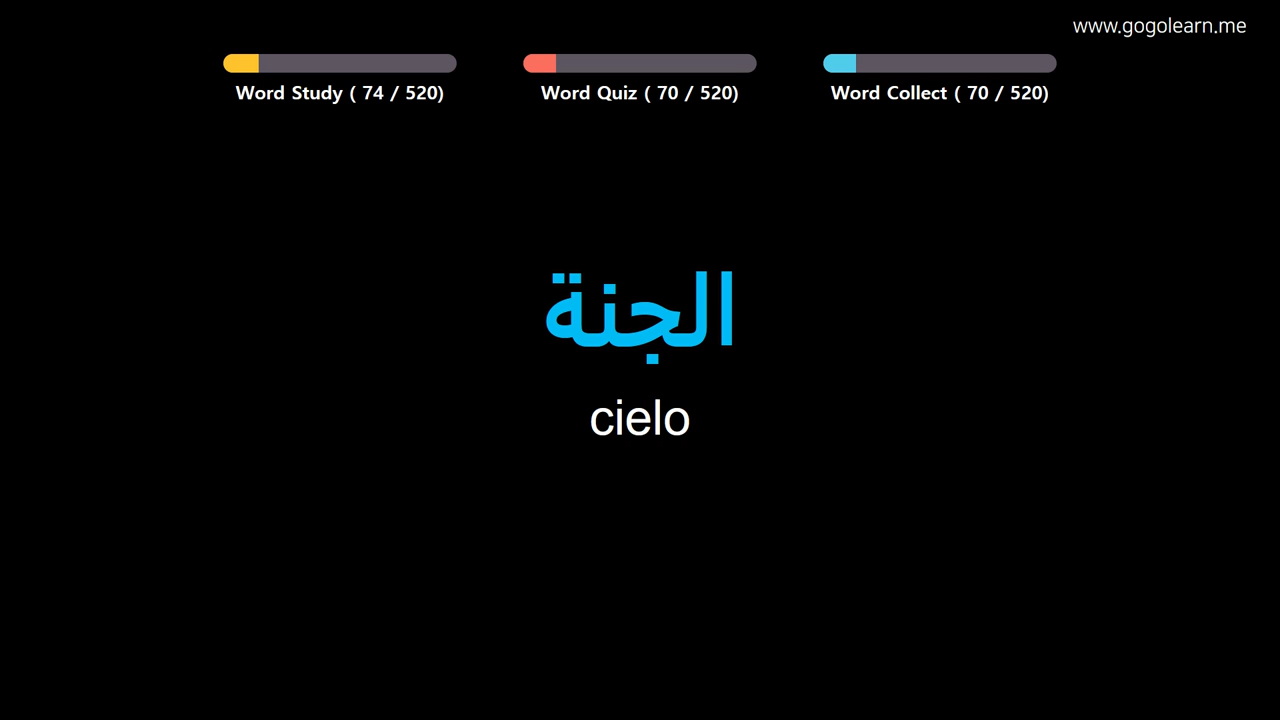 www.gogolearn.me
Word Study ( 74 / 520)
Word Quiz ( 70 / 520)
Word Collect ( 70 / 520)
الجنة
cielo